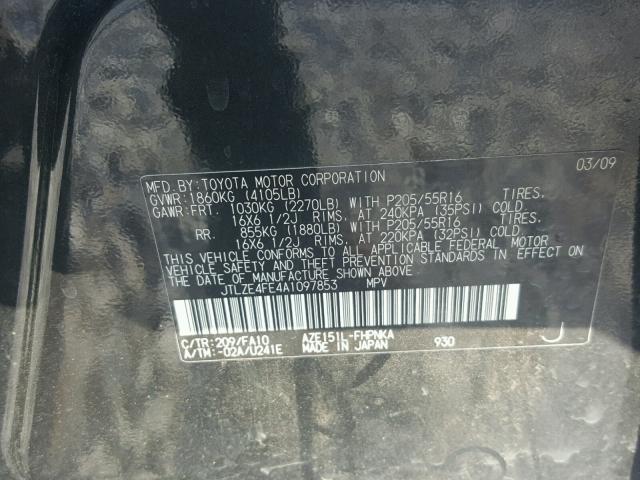 MFD. BY: TOYOTA MOTOR CORPORATION 03/09
GVWR: 1860KG (4105LB)
GAWR: FRT. 1030KG (2270LB) WITH P205/55R16 TIRES.
16X6 1/2J RIMS, AT 240KPA (35PSI) COLD.
RR. 855KG (1880LB) WITH P205/55R16 TIRES.
16X6 1/2J RIMS, AT 220KPA (32PSI) COLD.
THIS VEHICLE CONFORMS TO ALL APPLICABLE FEDERAL MOTOR
VEHICLE SAFETY AND THEFT PREVENTION STANDARDS IN EFFECT ON
THE DATE OF MANUFACTURE SHOWN ABOVE.
JTLZE4FE4A1097853 MPV
C/TR: 209/FA10 AZE151L-FHPNKA J
A/TM: -02A/U241E MADE IN JAPAN 930